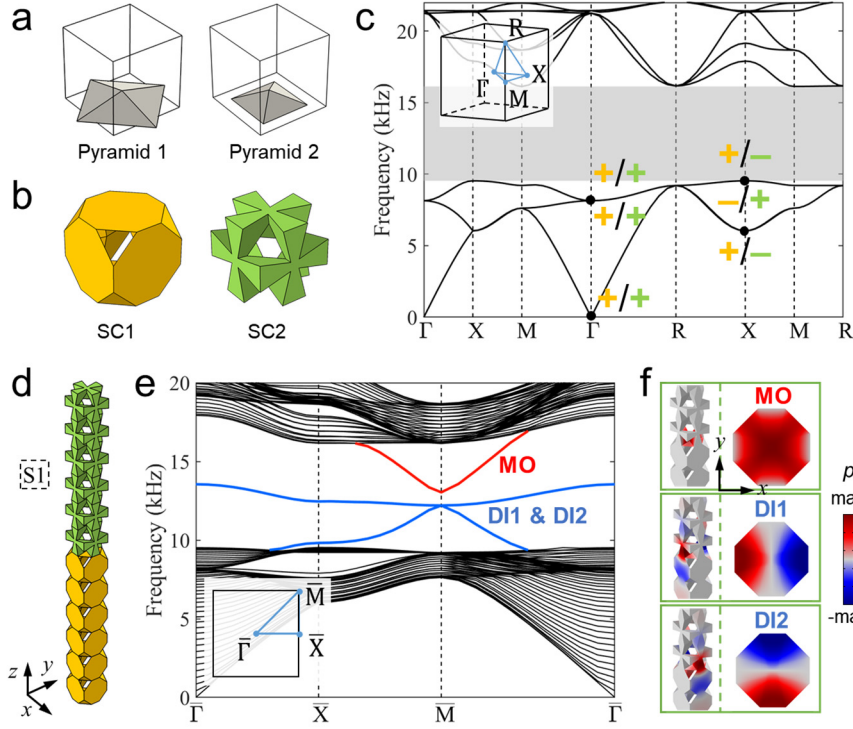 a
Pyramid 1
Pyramid 2
b
SC1
SC2
c
Frequency (kHz)
20
15
10
5
0
R
Γ
X
M
+/+
+/+
+/+
+/−
−/+
+/−
Γ
X
M
Γ
R
X
M
R
d
S1
z
y
x
e
Frequency (kHz)
20
15
10
5
0
MO
DI1 & DI2
M̅
Γ̅
X̅
Γ̅
X̅
M̅
Γ̅
f
MO
y
x
DI1
DI2
p
ma
-ma